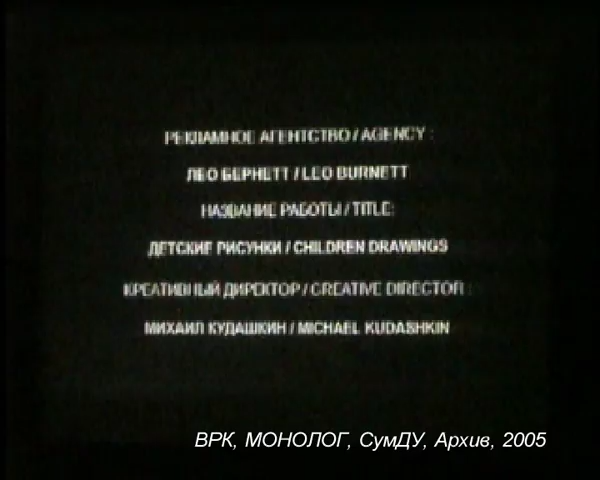 РЕКЛАМНОЕ АГЕНТСТВО / AGENCY :
ЛЕО БЕРНЕТТ / LEO BURNETT
НАЗВАНИЕ РАБОТЫ / TITLE:
ДЕТСКИЕ РИСУНКИ / CHILDREN DRAWINGS
КРЕАТИВНЫЙ ДИРЕКТОР / CREATIVE DIRECTOR :
МИХАИЛ КУДАШКИН / MICHAEL KUDASHKIN
ВРК, МОНОЛОГ, СумДУ, Архив, 2005